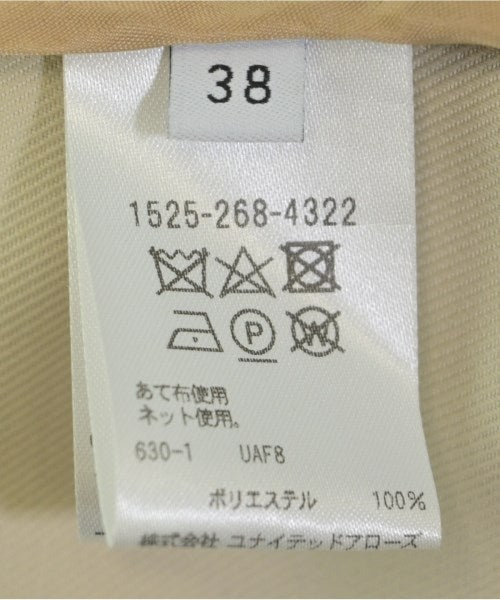 38
1525-268-4322
P W
あて布使用
ネット使用。
630-1 UAF8
ポリエステル 100%
株式会社 ユナイテッドアローズ